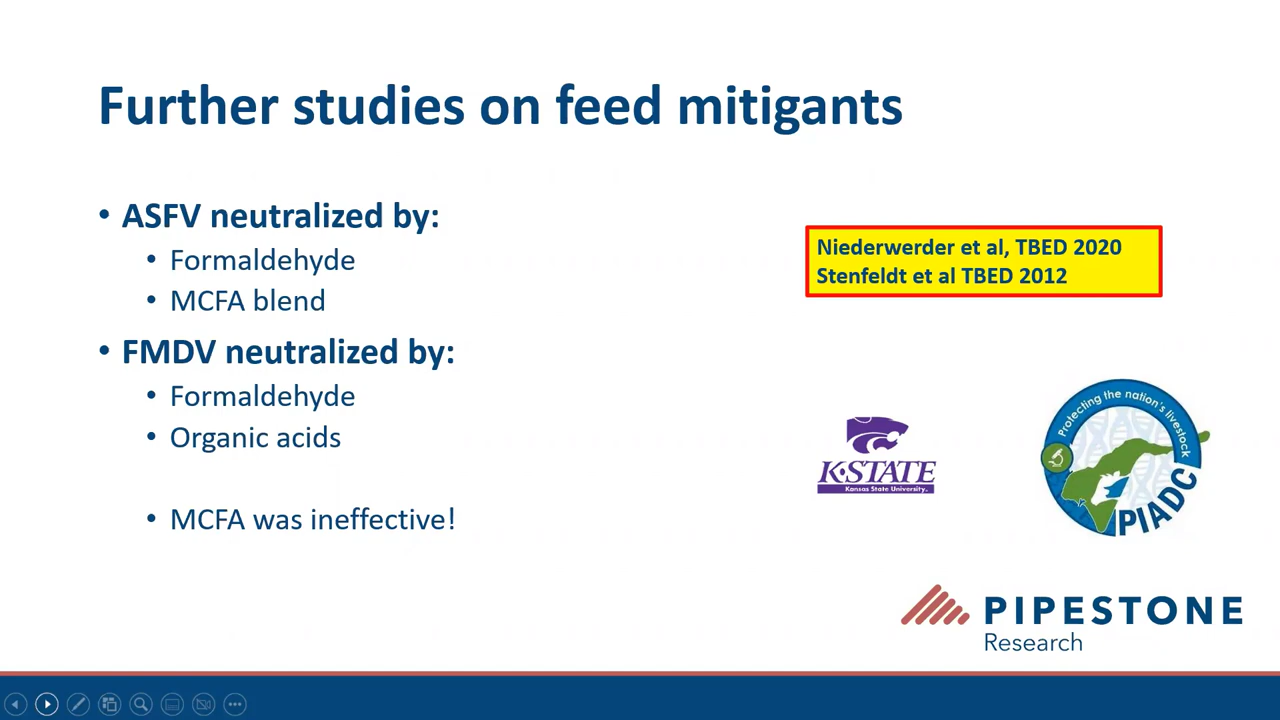 Further studies on feed mitigants
• ASFV neutralized by:
• Formaldehyde
• MCFA blend
• FMDV neutralized by:
• Formaldehyde
• Organic acids
• MCFA was ineffective!
Niederwerder et al, TBED 2020
Stenfeldt et al TBED 2012
K-STATE
Kansas State University.
Protecting the nation's livestock
PIADC
PIPESTONE
Research